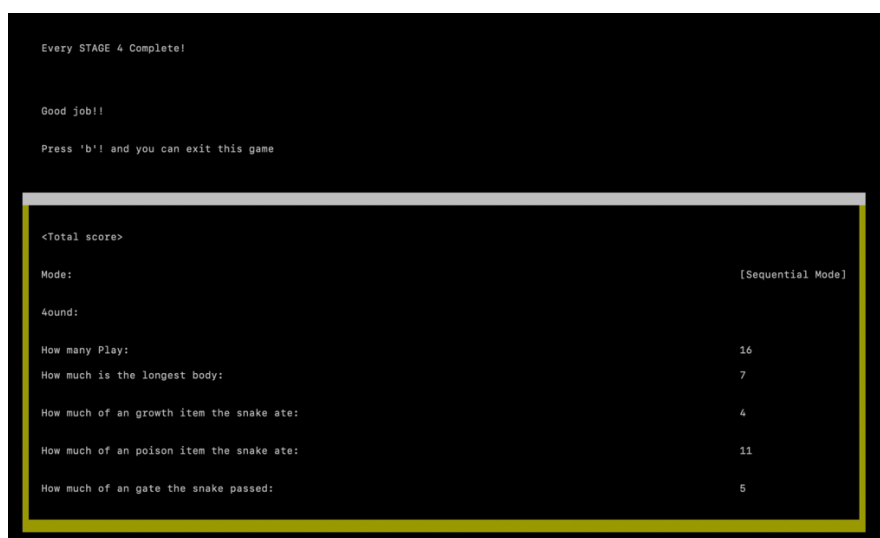 Every STAGE 4 Complete!
Good job!!
Press 'b'! and you can exit this game
<Total score>
Mode: [Sequential Mode]
4ound:
How many Play: 16
How much is the longest body: 7
How much of an growth item the snake ate: 4
How much of an poison item the snake ate: 11
How much of an gate the snake passed: 5